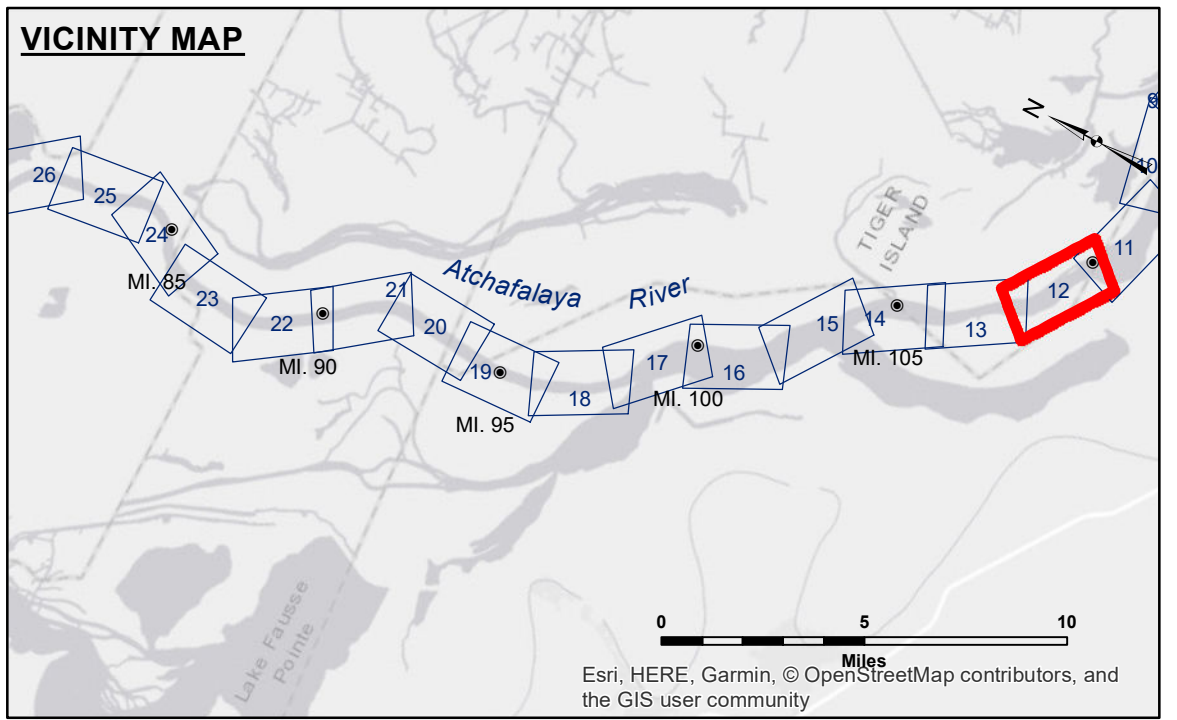 VICINITY MAP
N
9
10
26
25
24
MI. 85
23
22
MI. 90
21
Atchafalaya River
20
19
MI. 95
18
17
MI. 100
16
15
TIGER
ISLAND
14
MI. 105
13
12
11
Lake Fausse
Pointe
0 5 10
Miles
Esri, HERE, Garmin, © OpenStreetMap contributors, and
the GIS user community